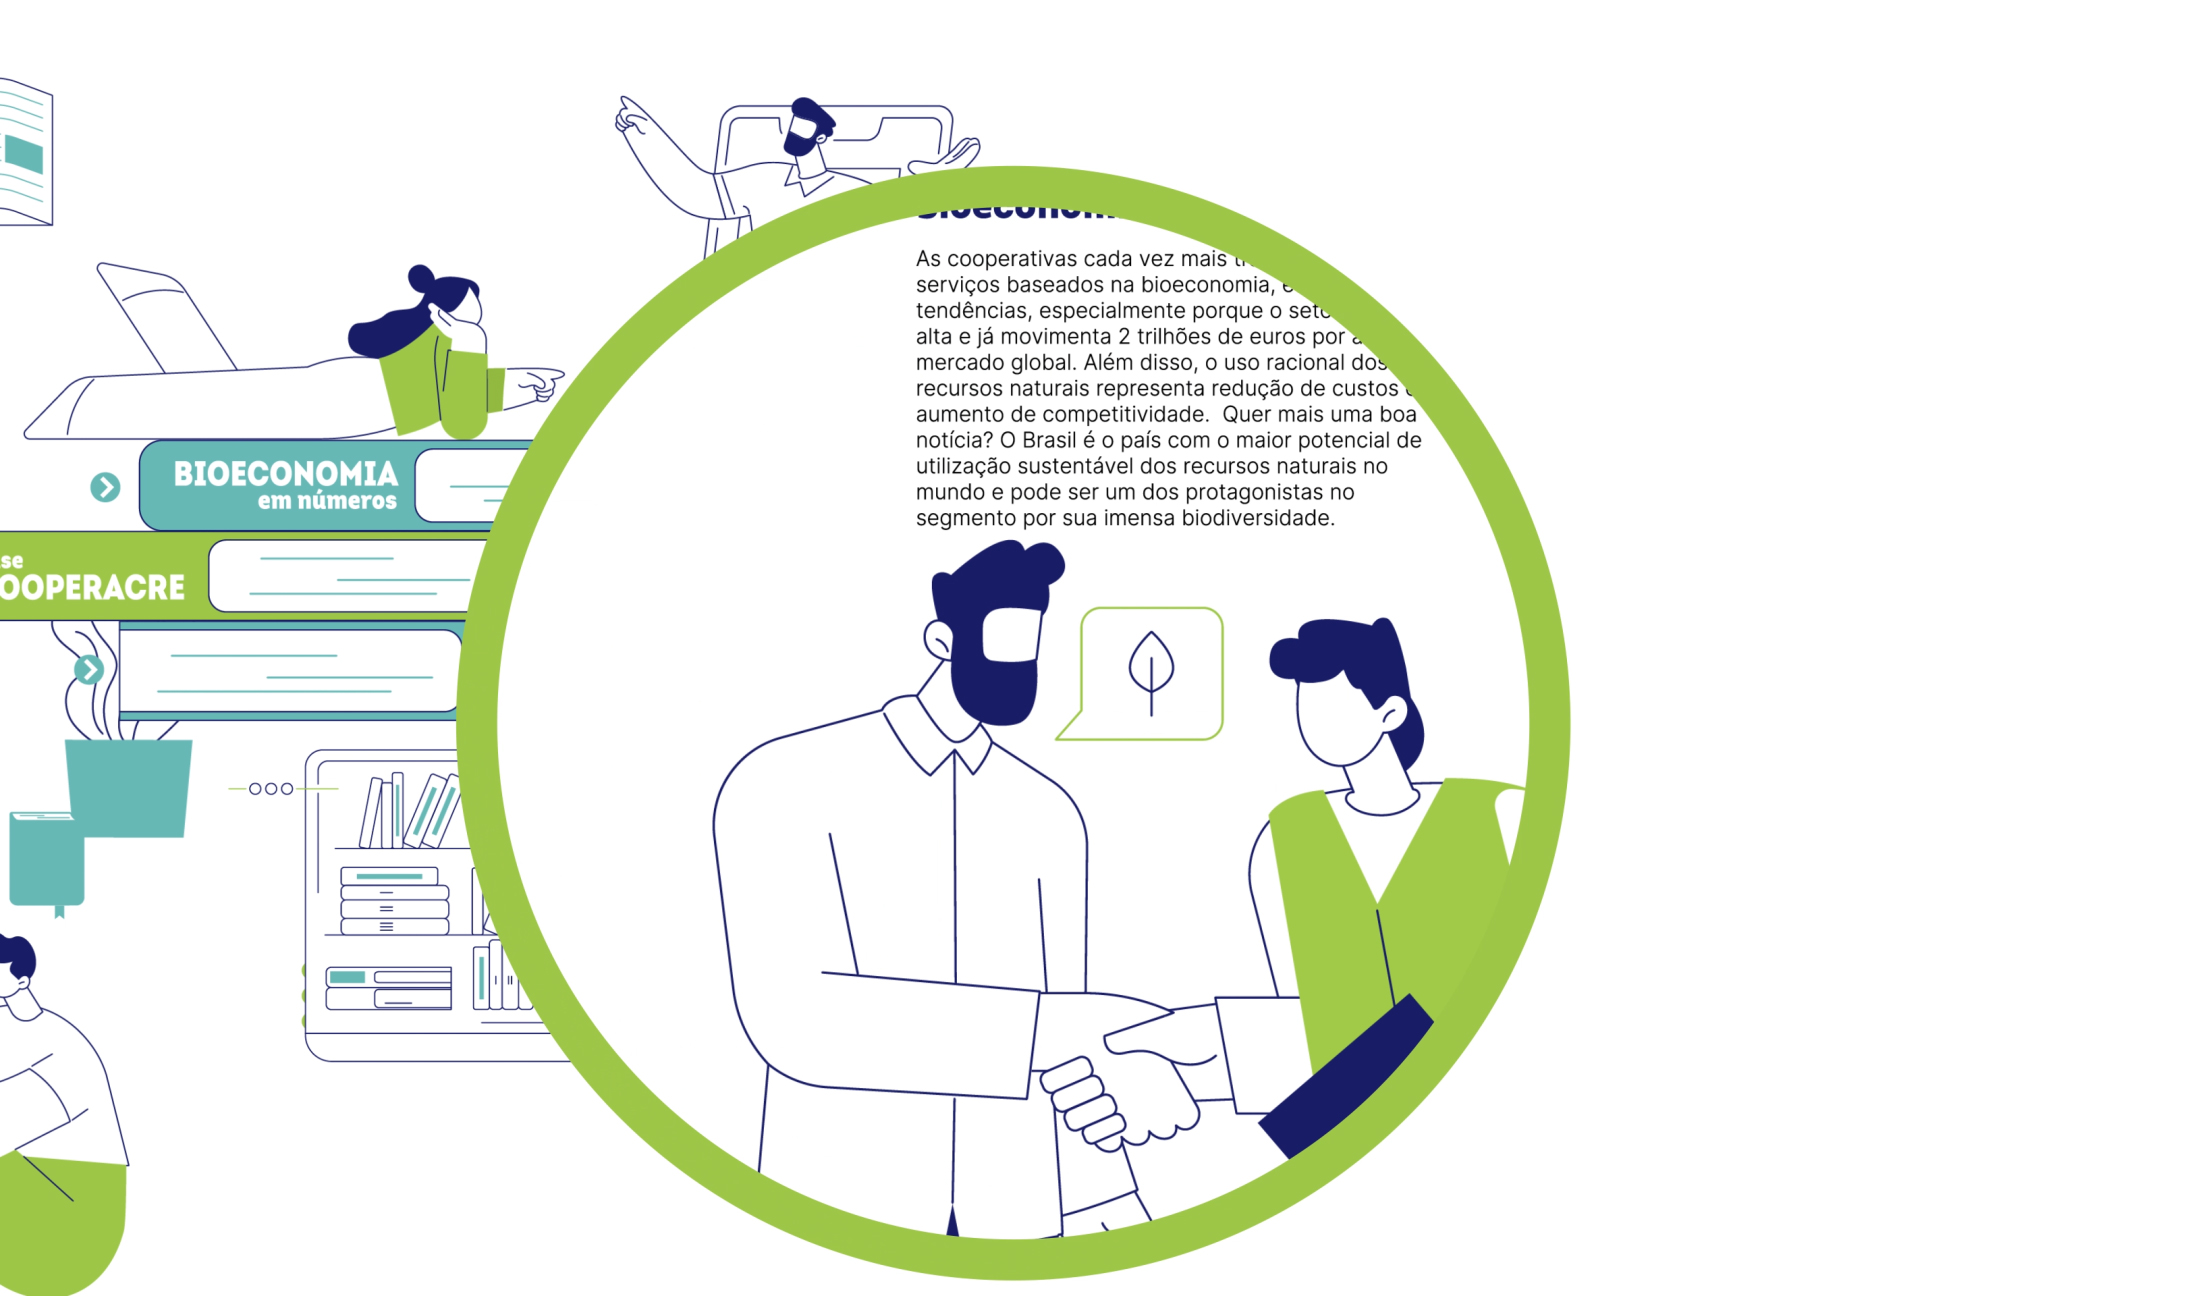 BIOECONOMIA
em números
se
OOPERACRE
As cooperativas cada vez mais
serviços baseados na bioeconomia,
tendências, especialmente porque o
alta e já movimenta 2 trilhões de euros por
mercado global. Além disso, o uso racional dos
recursos naturais representa redução de custos
aumento de competitividade. Quer mais uma boa
notícia? O Brasil é o país com o maior potencial de
utilização sustentável dos recursos naturais no
mundo e pode ser um dos protagonistas no
segmento por sua imensa biodiversidade.